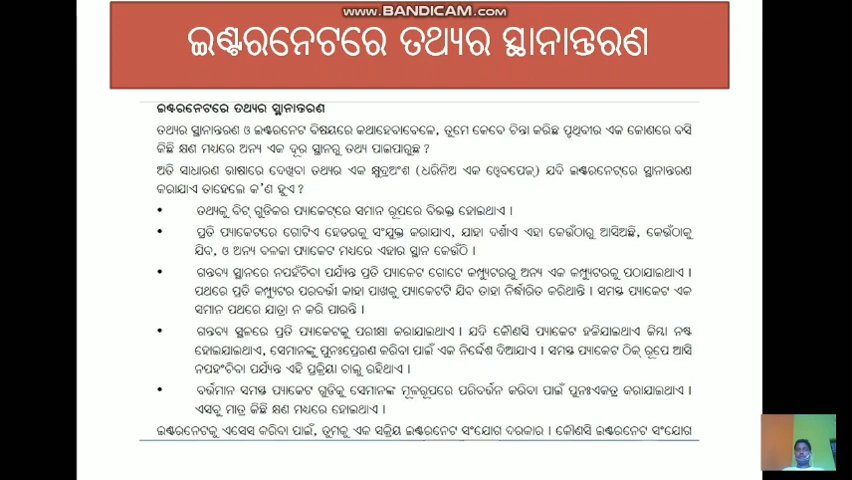 www.BANDICAM.com
ଇଣ୍ଟରନେଟରେ ତଥ୍ୟର ସ୍ଥାନାନ୍ତରଣ
ଇଣ୍ଟରନେଟରେ ତଥ୍ୟର ସ୍ଥାନାନ୍ତରଣ
ତଥ୍ୟର ସ୍ଥାନାନ୍ତରଣ ଓ ଇଣ୍ଟରନେଟ ବିଷୟରେ କଥାହେବାବେଳେ, ତୁମେ କେବେ ଚିନ୍ତା କରିଛ ପୃଥିବୀର ଏକ କୋଣରେ ବସି
କିଛି କ୍ଷଣ ମଧ୍ୟରେ ଅନ୍ୟ ଏକ ଦୂର ସ୍ଥାନରୁ ତଥ୍ୟ ପାଇପାରୁଛ ?
ଅତି ସାଧାରଣ ଭାଷାରେ ଦେଖିବା ତଥ୍ୟର ଏକ କ୍ଷୁଦ୍ରଅଂଶ (ଧରିନିଅ ଏକ ୱେବପେଜ୍) ଯଦି ଇଣ୍ଟରନେଟ୍‌ରେ ସ୍ଥାନାନ୍ତରଣ
କରାଯାଏ ତାହେଲେ କ'ଣ ହୁଏ ?
• ତଥ୍ୟକୁ ବିଟ୍ ଗୁଡିକର ପ୍ୟାକେଟ୍‌ରେ ସମାନ ରୂପରେ ବିଭକ୍ତ ହୋଇଥାଏ ।
• ପ୍ରତି ପ୍ୟାକେଟରେ ଗୋଟିଏ ହେଡରକୁ ସଂଯୁକ୍ତ କରାଯାଏ, ଯାହା ଦର୍ଶାଏ ଏହା କେଉଁଠାରୁ ଆସିଅଛି, କେଉଁଠାକୁ
ଯିବ, ଓ ଅନ୍ୟ ବଳକା ପ୍ୟାକେଟ ମଧ୍ୟରେ ଏହାର ସ୍ଥାନ କେଉଁଠି ।
• ଗନ୍ତବ୍ୟ ସ୍ଥାନରେ ନପହଁଚିବା ପର୍ଯ୍ୟନ୍ତ ପ୍ରତି ପ୍ୟାକେଟ ଗୋଟେ କମ୍ପ୍ୟୁଟରରୁ ଅନ୍ୟ ଏକ କମ୍ପ୍ୟୁଟରକୁ ପଠାଯାଇଥାଏ ।
ପଥରେ ପ୍ରତି କମ୍ପ୍ୟୁଟର ପରବର୍ତ୍ତୀ କାହା ପାଖକୁ ପ୍ୟାକେଟଟି ଯିବ ତାହା ନିର୍ଦ୍ଧାରିତ କରିଥାନ୍ତି । ସମସ୍ତ ପ୍ୟାକେଟ ଏକ
ସମାନ ପଥରେ ଯାତ୍ରା ନ କରି ପାରନ୍ତି ।
• ଗନ୍ତବ୍ୟ ସ୍ଥଳରେ ପ୍ରତି ପ୍ୟାକେଟକୁ ପରୀକ୍ଷା କରାଯାଇଥାଏ । ଯଦି କୌଣସି ପ୍ୟାକେଟ ହଜିଯାଇଥାଏ କିମ୍ବା ନଷ୍ଟ
ହୋଇଯାଇଥାଏ, ସେମାନଙ୍କୁ ପୁନଃପ୍ରେରଣ କରିବା ପାଇଁ ଏକ ନିର୍ଦ୍ଦେଶ ଦିଆଯାଏ । ସମସ୍ତ ପ୍ୟାକେଟ ଠିକ୍ ରୂପେ ଆସି
ନପହଂଚିବା ପର୍ଯ୍ୟନ୍ତ ଏହି ପ୍ରକ୍ରିୟା ଚାଲୁ ରହିଥାଏ ।
• ବର୍ତ୍ତମାନ ସମସ୍ତ ପ୍ୟାକେଟ ଗୁଡିକୁ ସେମାନଙ୍କ ମୂଳରୂପରେ ପରିବର୍ତ୍ତନ କରିବା ପାଇଁ ପୁନଃଏକତ୍ର କରାଯାଇଥାଏ ।
ଏସବୁ ମାତ୍ର କିଛି କ୍ଷଣ ମଧ୍ୟରେ ହୋଇଥାଏ ।
ଇଣ୍ଟରନେଟକୁ ଏସେସ କରିବା ପାଇଁ, ତୁମକୁ ଏକ ସକ୍ରିୟ ଇଣ୍ଟରନେଟ ସଂଯୋଗ ଦରକାର । କୌଣସି ଇଣ୍ଟରନେଟ ସଂଯୋଗ